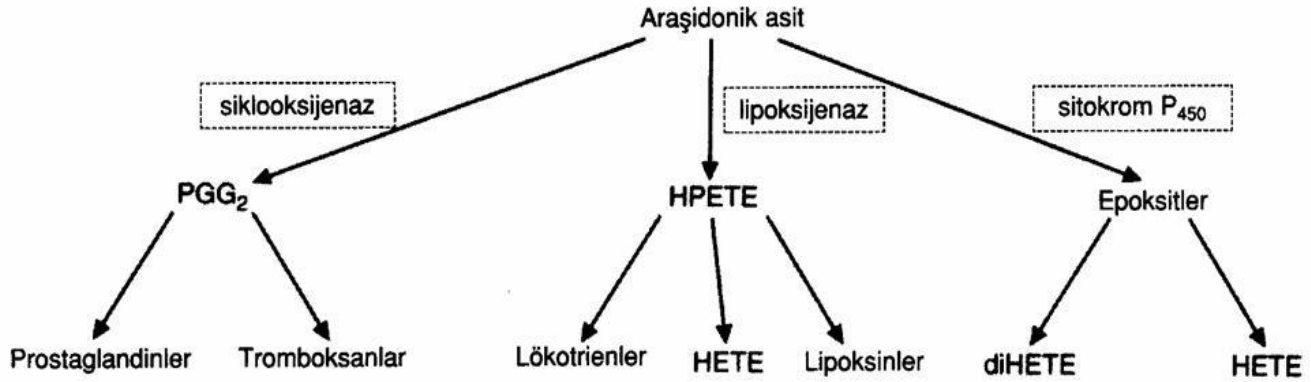 Araşidonik asit
siklooksijenaz
lipoksijenaz
sitokrom P450
PGG2
HPETE
Epoksitler
Prostaglandinler
Tromboksanlar
Lökotrienler
HETE
Lipoksinler
diHETE
HETE